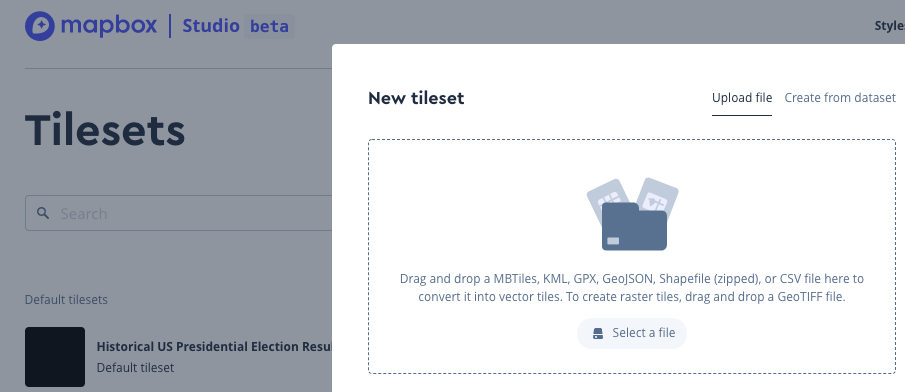 mapbox | Studio beta
Style
New tileset
Upload file
Create from dataset
Tilesets
Search
Drag and drop a MBTiles, KML, GPX, GeoJSON, Shapefile (zipped), or CSV file here to
convert it into vector tiles. To create raster tiles, drag and drop a GeoTIFF file.
Select a file
Default tilesets
Historical US Presidential Election Resu
Default tileset